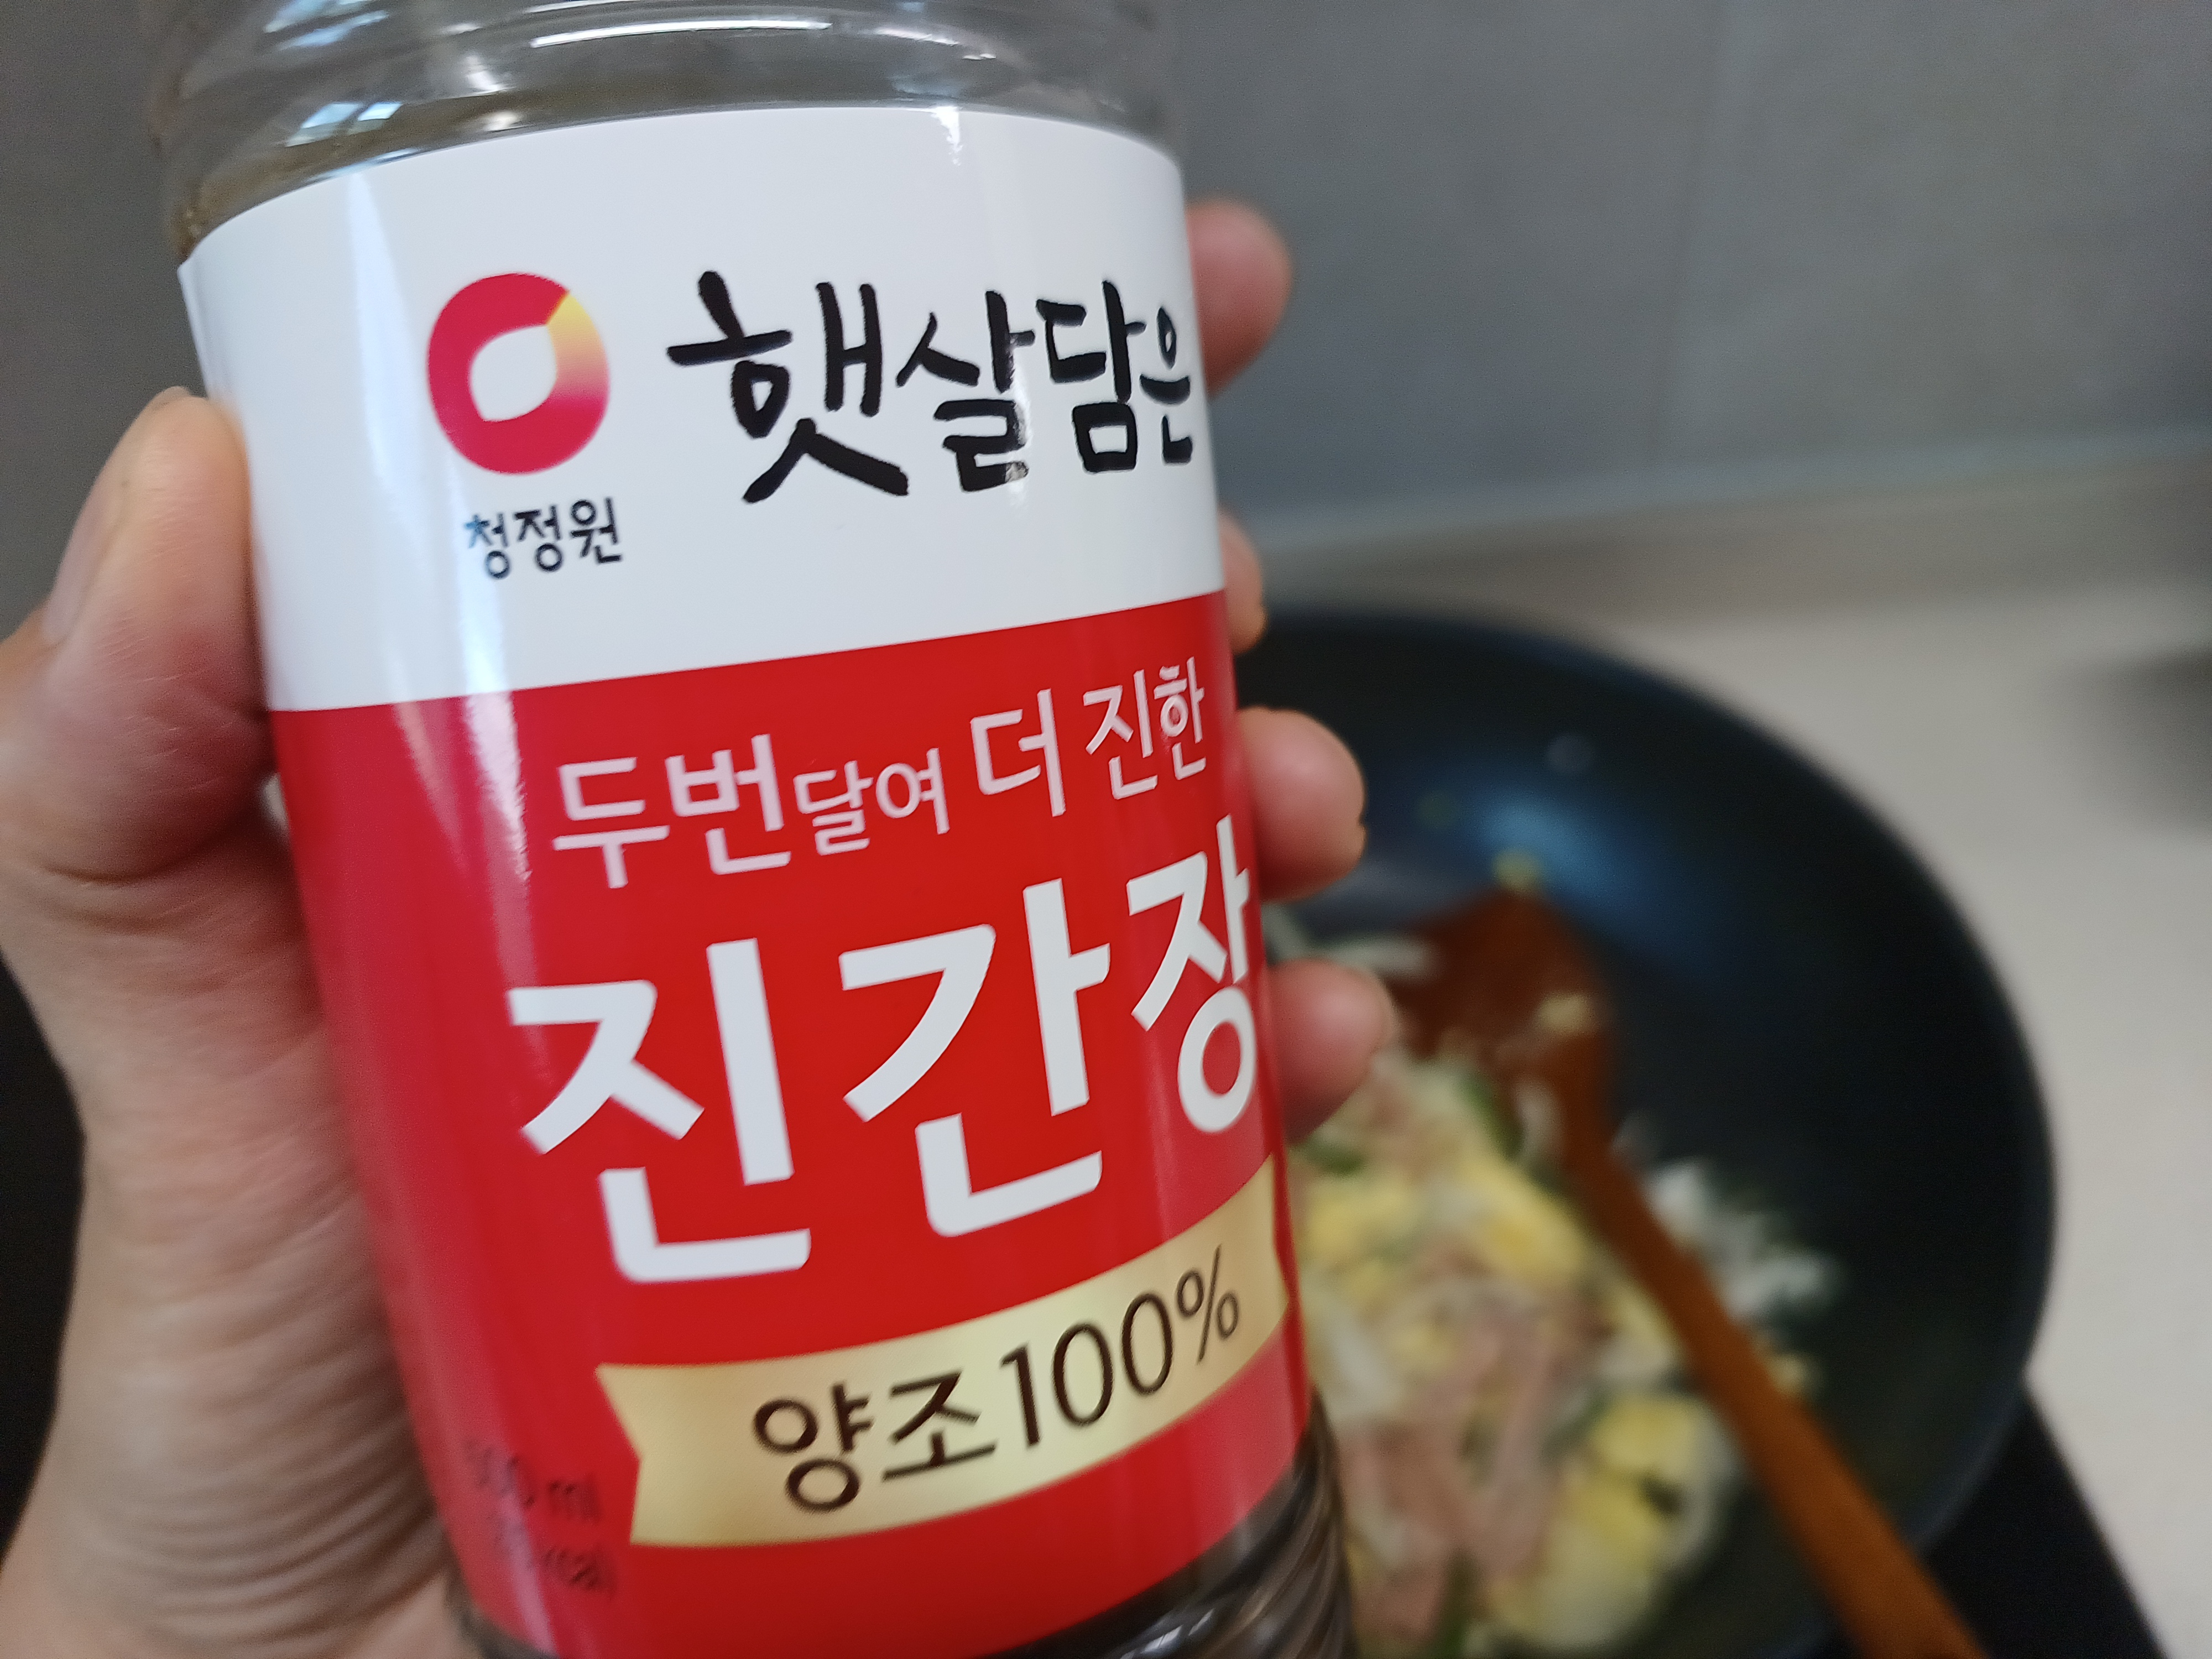 햇살담은
청정원
두번달여 더 진한
진간장
양조100%
ml